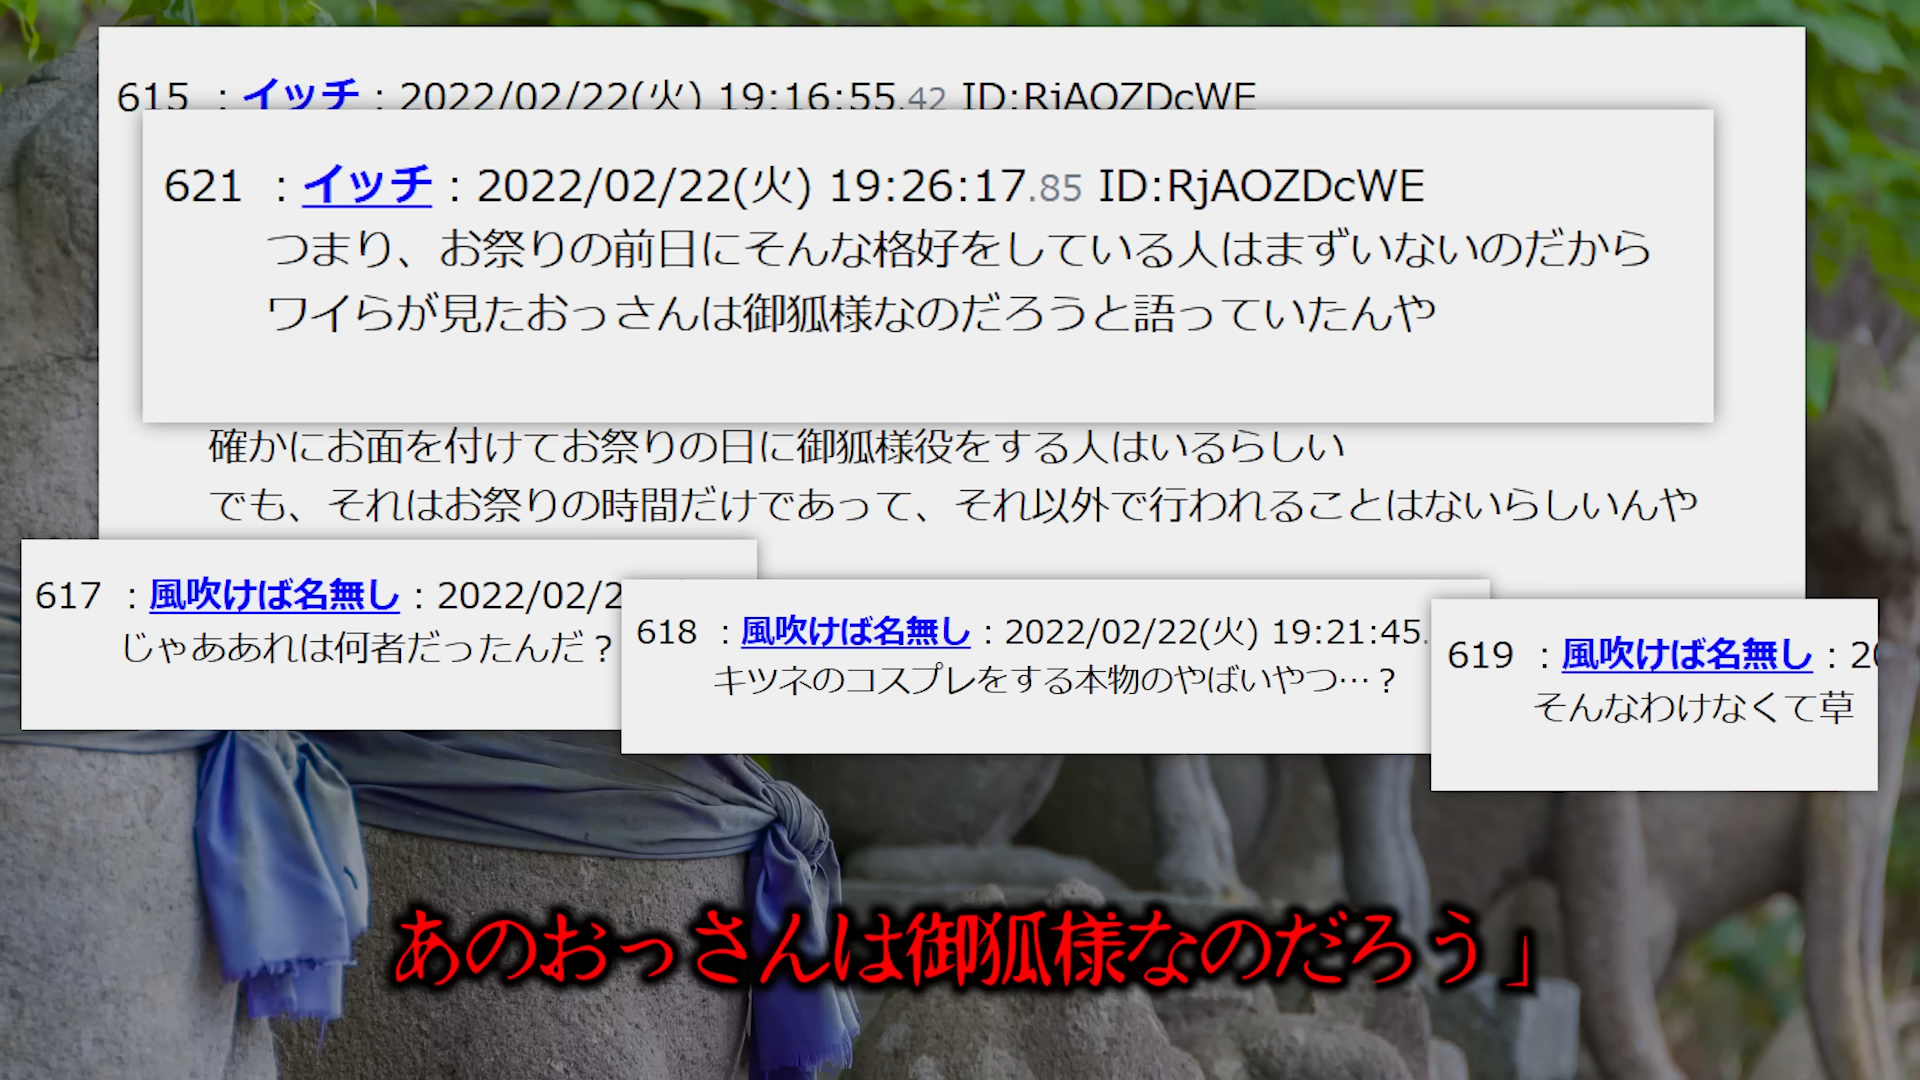 615 ：イッチ：2022/02/22(火) 19:16:55.42 ID:RjAOZDcWE
621 ：イッチ：2022/02/22(火) 19:26:17.85 ID:RjAOZDcWE
つまり、お祭りの前日にそんな格好をしている人はまずいないのだから
ワイらが見たおっさんは御狐様なのだろうと語っていたんや
確かにお面を付けてお祭りの日に御狐様役をする人はいるらしい
でも、それはお祭りの時間だけであって、それ以外で行われることはないらしいんや
617 ：風吹けば名無し：2022/02/2
じゃああれは何者だったんだ？
618 ：風吹けば名無し：2022/02/22(火) 19:21:45.
キツネのコスプレをする本物のやばいやつ…？
619 ：風吹けば名無し：20
そんなわけなくて草
あのおっさんは御狐様なのだろう」